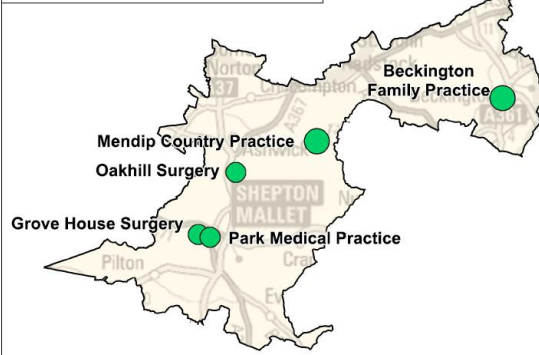 Norton
A37
A367
Beckington
Family Practice
A361
Mendip Country Practice
Oakhill Surgery
SHEPTON
MALLET
Grove House Surgery
Park Medical Practice
Pilton